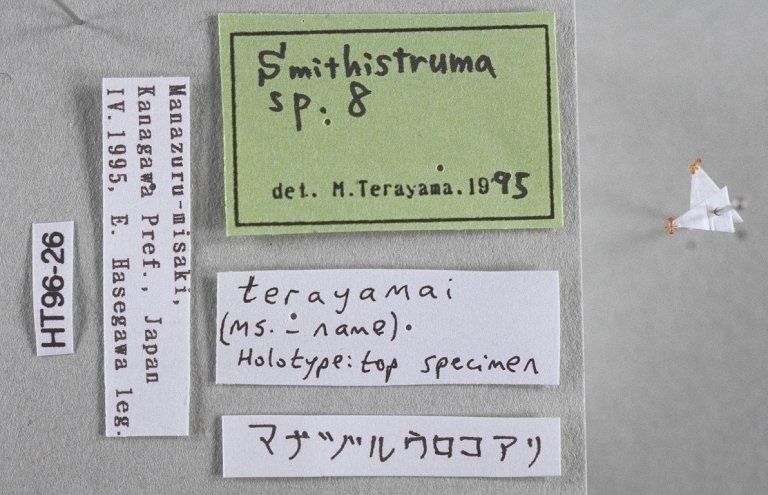 HT96-26
Manazuru-misaki,
Kanagawa Pref., Japan
IV.1995, E. Hasegawa leg.
Smithistruma
sp. 8
det. M.Terayama.1995
terayamai
(ms. - name).
Holotype: top specimen
マナヅルウロコアリ